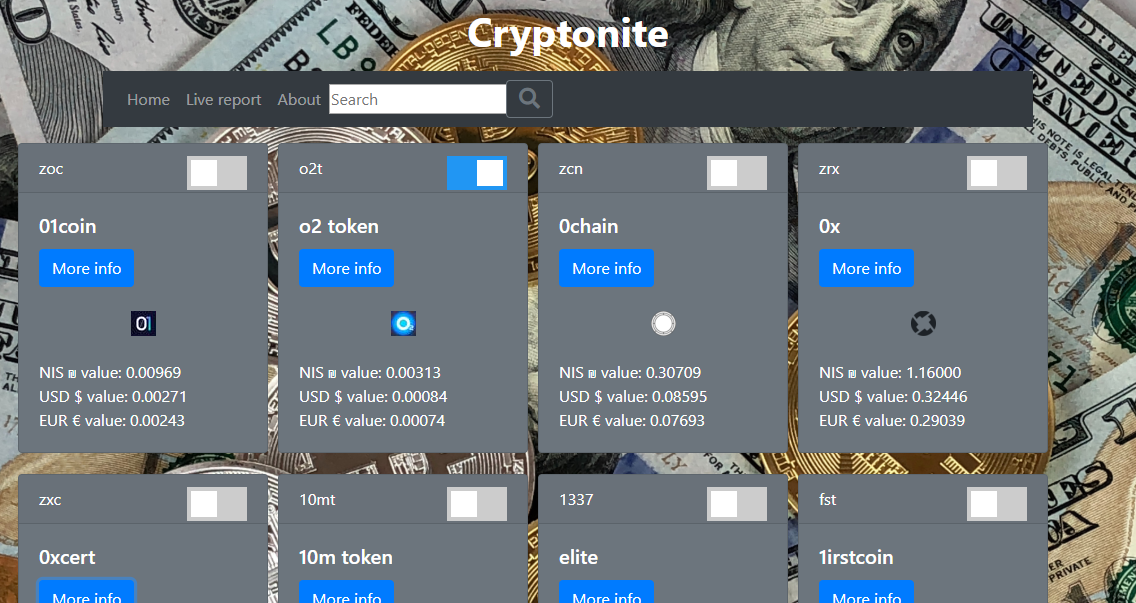 Cryptonite
Home Live report About Search
zoc
01coin
More info
01
NIS ₪ value: 0.00969
USD $ value: 0.00271
EUR € value: 0.00243
o2t
o2 token
More info
NIS ₪ value: 0.00313
USD $ value: 0.00084
EUR € value: 0.00074
zcn
0chain
More info
NIS ₪ value: 0.30709
USD $ value: 0.08595
EUR € value: 0.07693
zrx
0x
More info
NIS ₪ value: 1.16000
USD $ value: 0.32446
EUR € value: 0.29039
zxc
0xcert
More info
10mt
10m token
More info
1337
elite
More info
fst
1irstcoin
More info